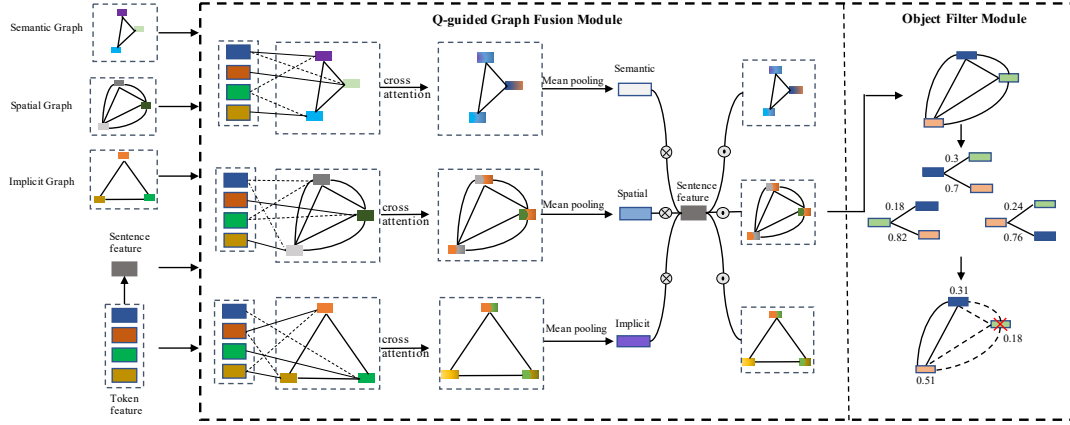 Q-guided Graph Fusion Module
Object Filter Module
Semantic Graph
Spatial Graph
Implicit Graph
Sentence
feature
Token
feature
cross
attention
Mean pooling
Semantic
cross
attention
Mean pooling
Spatial
Sentence
feature
cross
attention
Mean pooling
Implicit
0.3
0.7
0.18
0.82
0.24
0.76
0.31
0.18
0.51